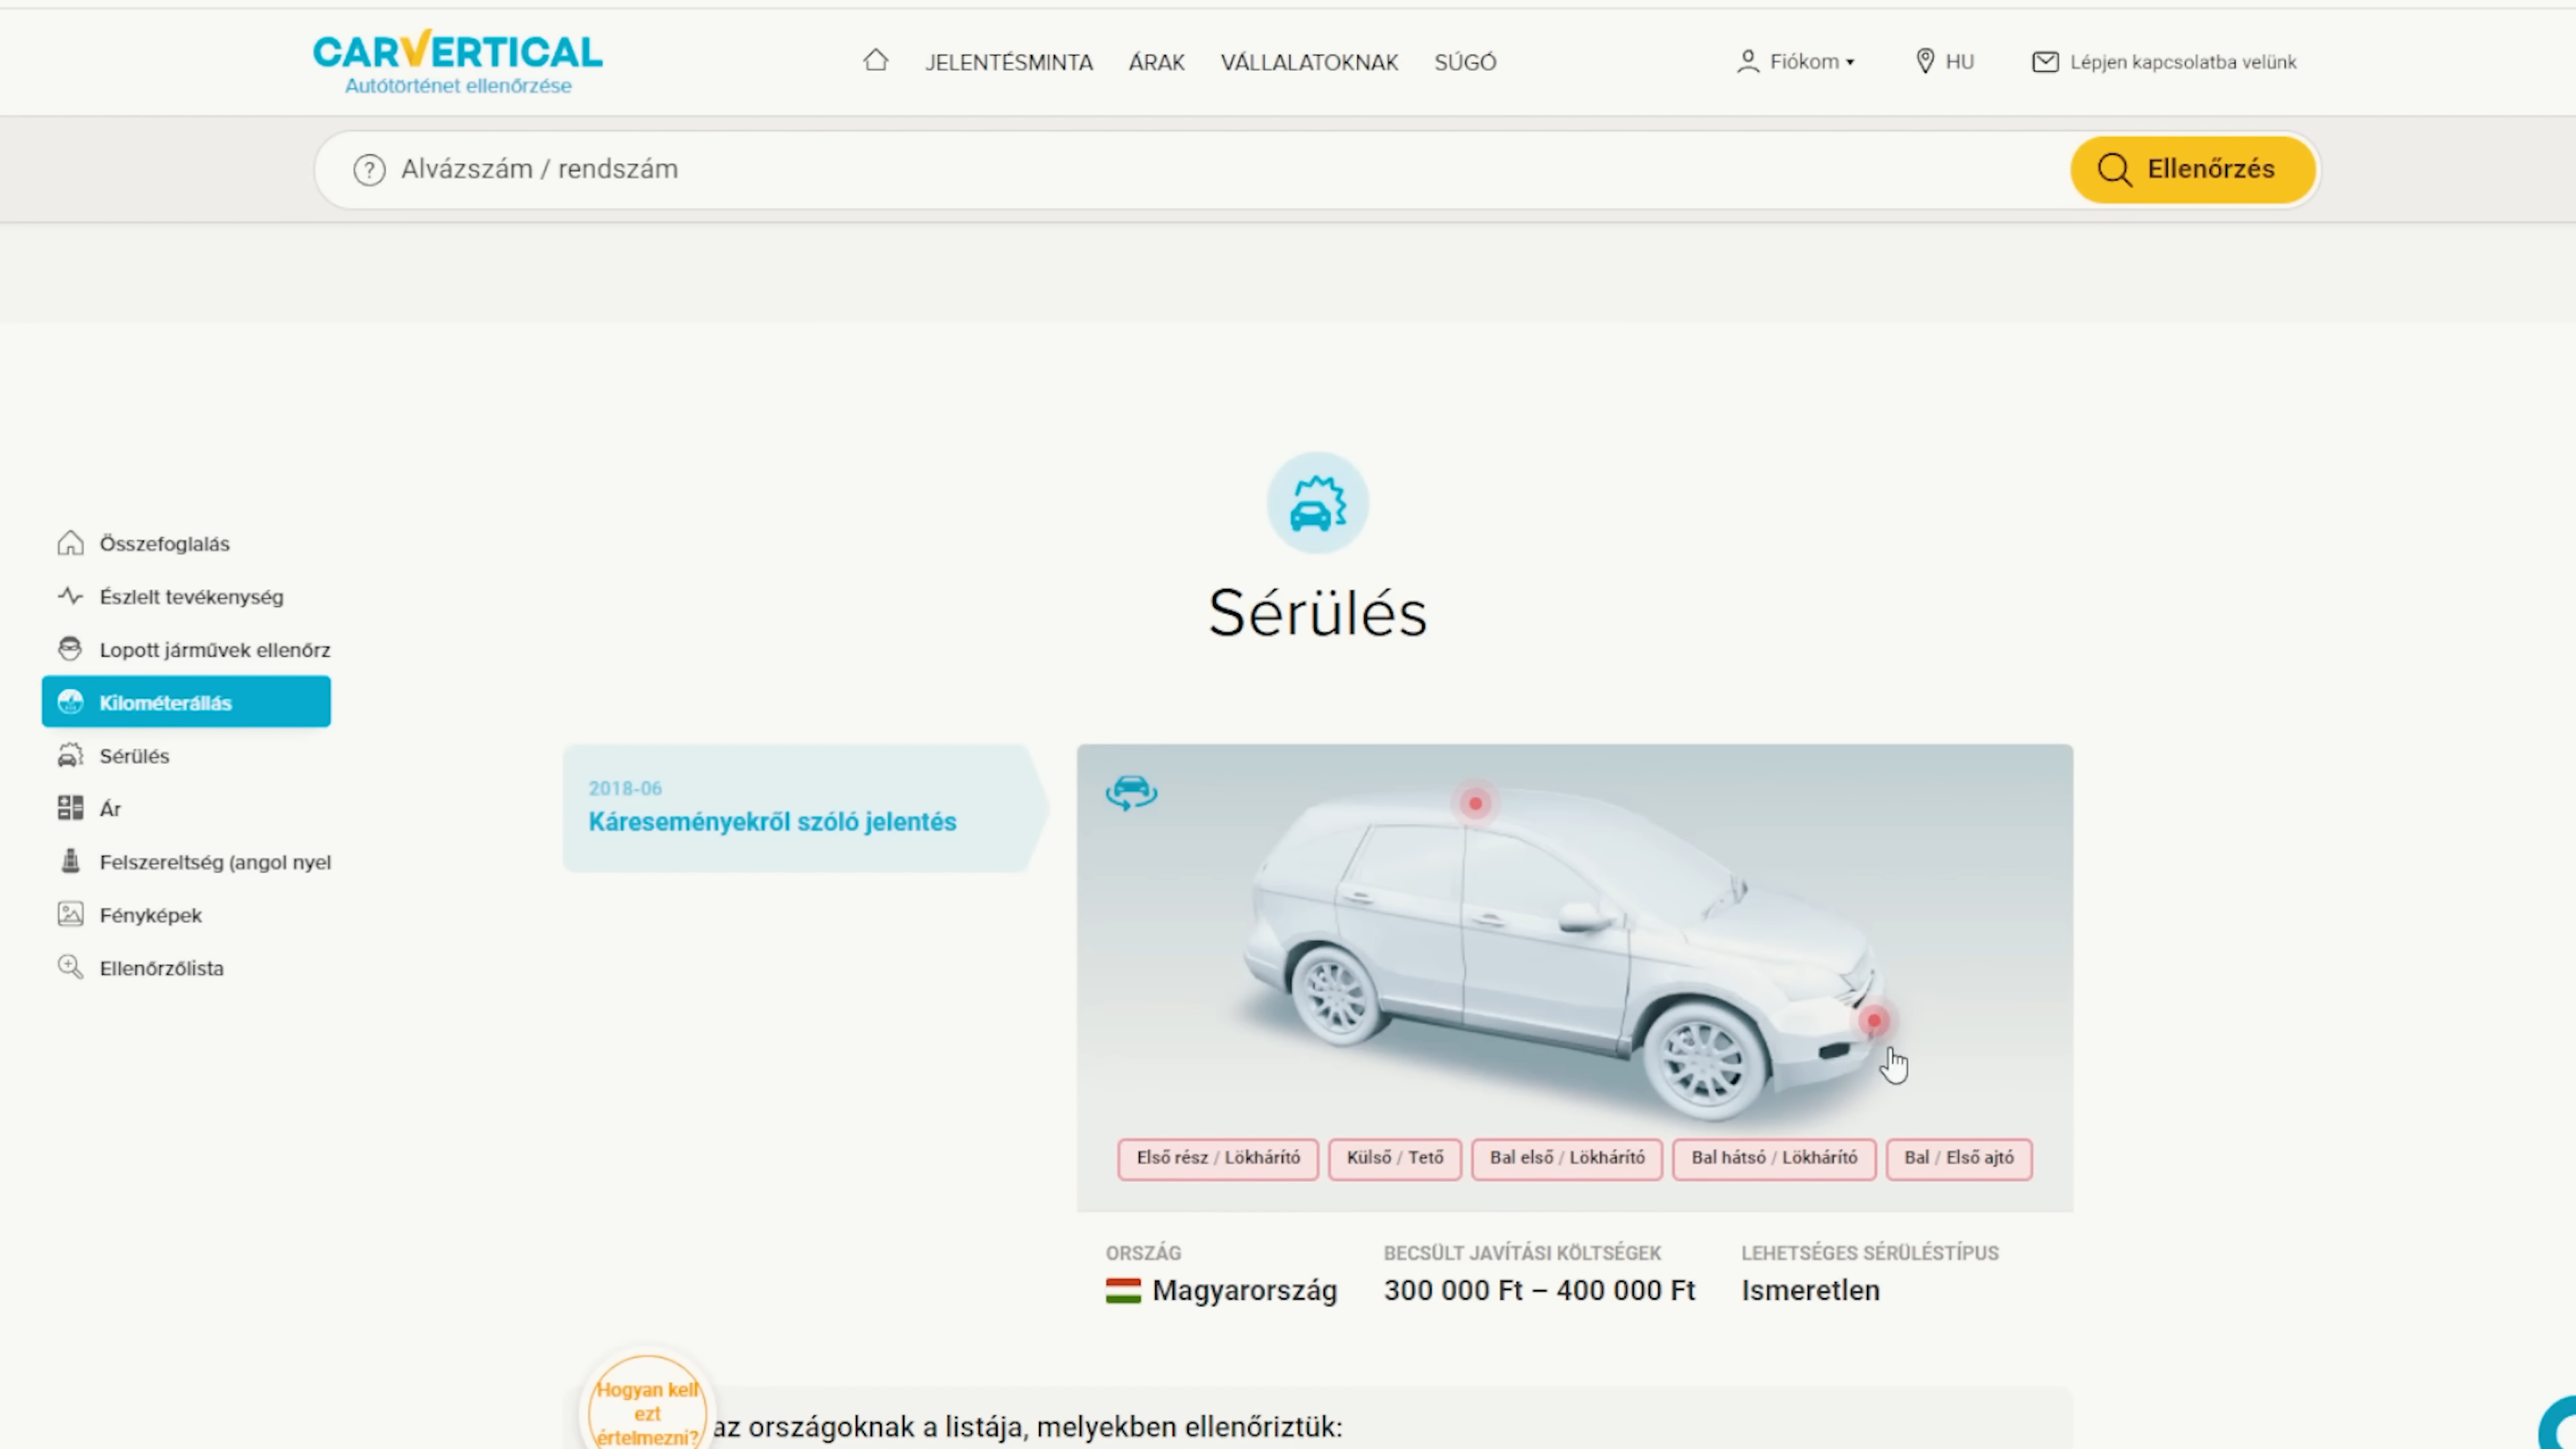 CARVERTICAL
Autótörténet ellenőrzése
JELENTÉSMINTA
ÁRAK
VÁLLALATOKNAK
SÚGÓ
Fiókom
HU
Lépjen kapcsolatba velünk
Alvázszám / rendszám
Ellenőrzés
Sérülés
Összefoglalás
Észlelt tevékenység
Lopott járművek ellenőrz
Kilométerállás
Sérülés
Ár
Felszereltség (angol nyel
Fényképek
Ellenőrzőlista
2018-06
Káreseményekről szóló jelentés
Első rész / Lökhárító
Külső / Tető
Bal első / Lökhárító
Bal hátsó / Lökhárító
Bal / Első ajtó
ORSZÁG
Magyarország
BECSÜLT JAVÍTÁSI KÖLTSÉGEK
300 000 Ft – 400 000 Ft
LEHETSÉGES SÉRÜLÉSTÍPUS
Ismeretlen
Hogyan kell
ezt
értelmezni?
az országoknak a listája, melyekben ellenőriztük: